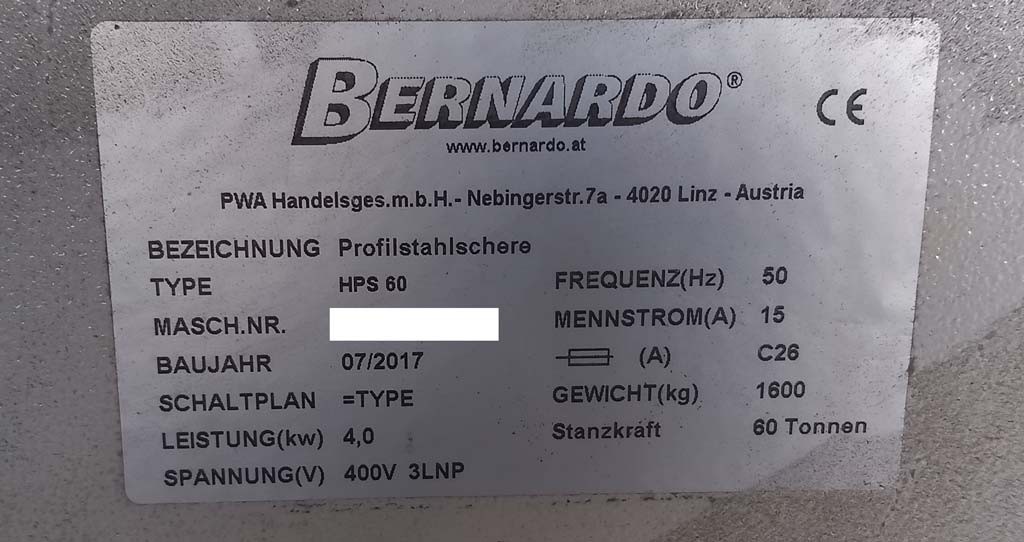 BERNARDO®
CE
www.bernardo.at
PWA Handelsges.m.b.H.- Nebingerstr.7a - 4020 Linz - Austria
BEZEICHNUNG Profilstahlschere
TYPE HPS 60
MASCH.NR.
BAUJAHR 07/2017
SCHALTPLAN =TYPE
LEISTUNG(kw) 4,0
SPANNUNG(V) 400V 3LNP
FREQUENZ(Hz) 50
MENNSTROM(A) 15
(A) C26
GEWICHT(kg) 1600
Stanzkraft 60 Tonnen